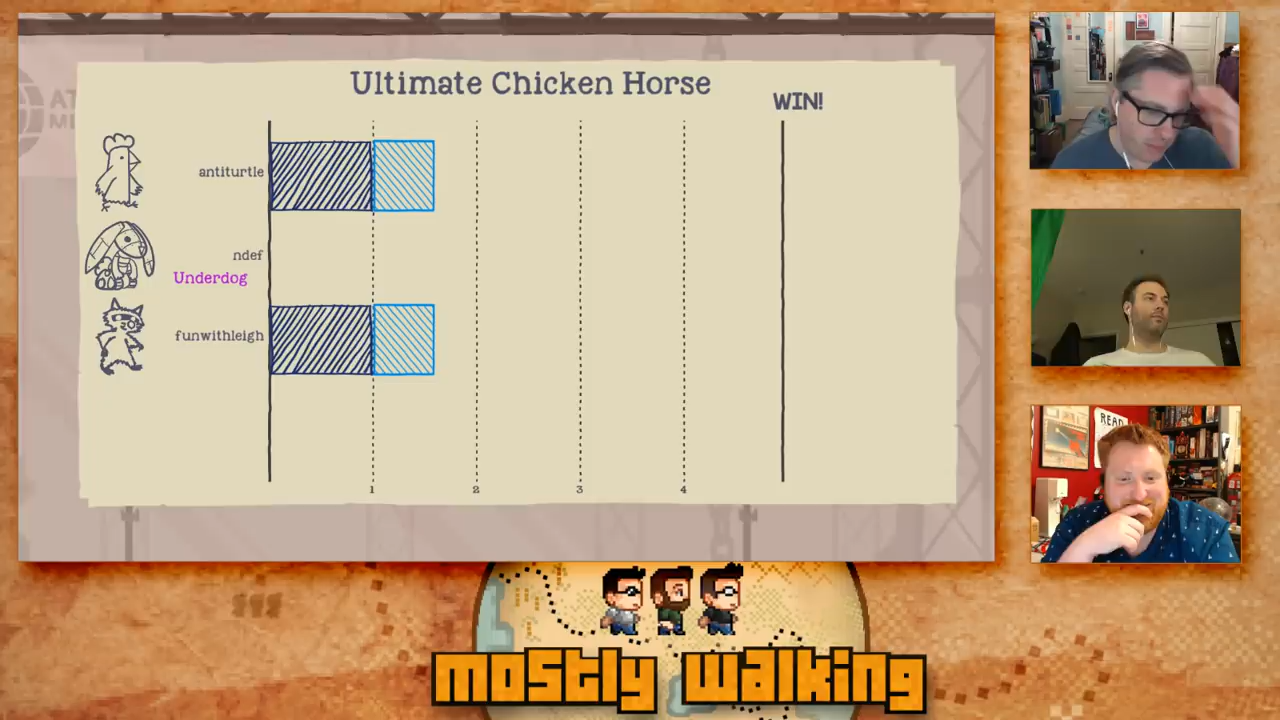 Ultimate Chicken Horse
WIN!
antiturtle
ndef
Underdog
funwithleigh
1 2 3 4
READ
mostly walking